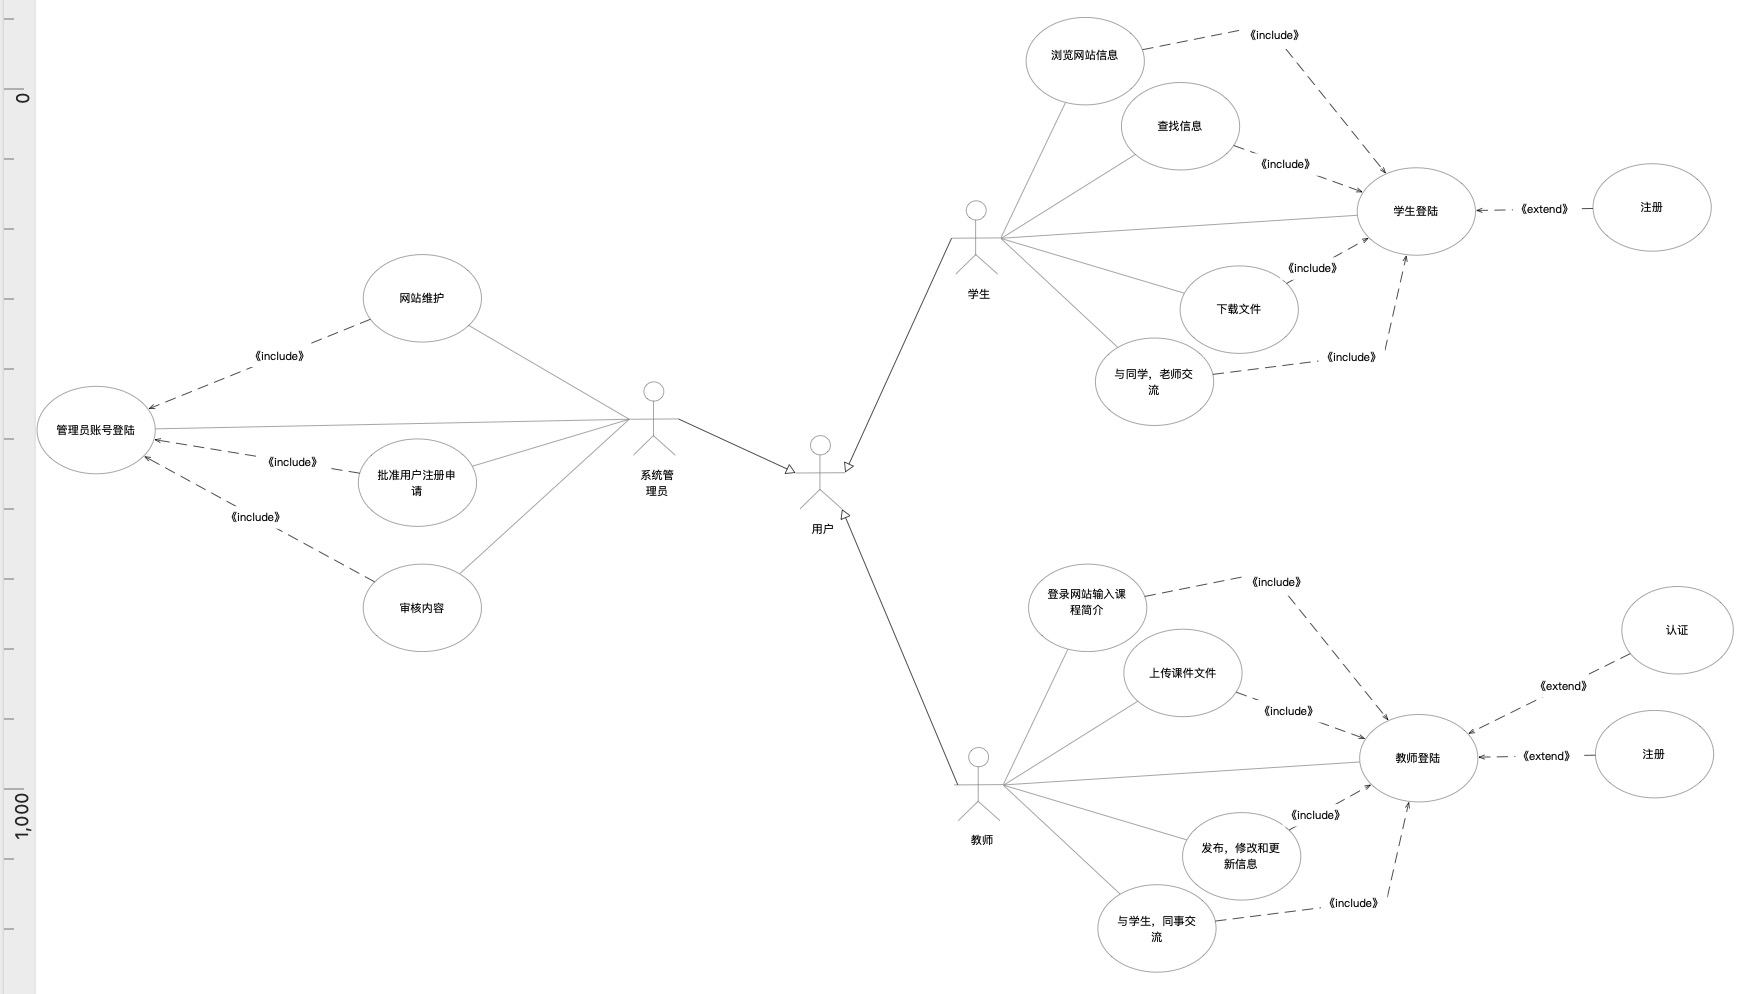 0
1,000
浏览网站信息
《include》
查找信息
《include》
学生登陆
《extend》
注册
学生
《include》
下载文件
与同学，老师交
流
《include》
网站维护
《include》
管理员账号登陆
《include》
批准用户注册申
请
《include》
审核内容
系统管
理员
用户
登录网站输入课
程简介
《include》
上传课件文件
《include》
认证
《extend》
教师登陆
《extend》
注册
教师
《include》
发布，修改和更
新信息
与学生，同事交
流
《include》